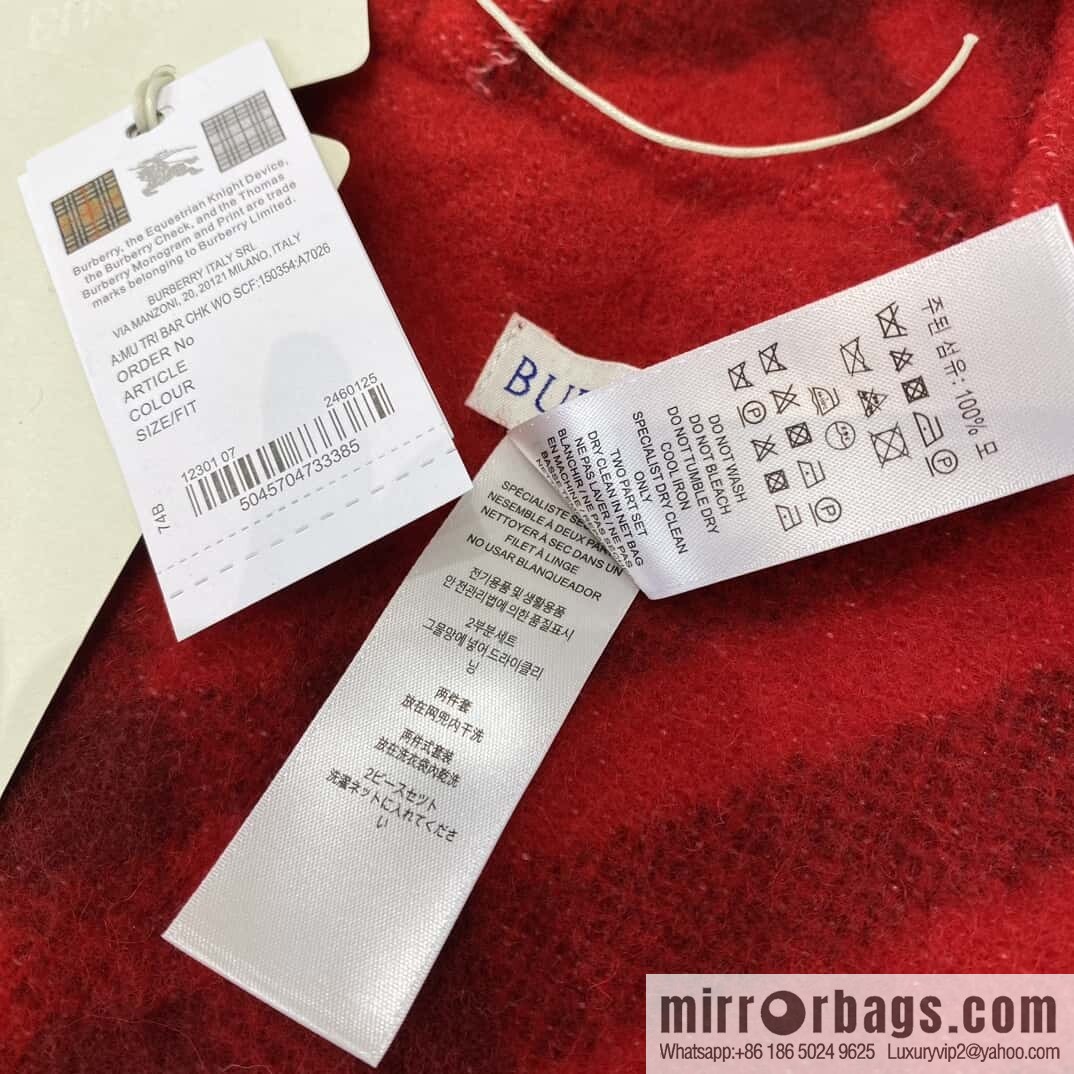 Burberry, the Equestrian Knight Device,
the Burberry Check, and the Thomas
Burberry Monogram and Print are trade
marks belonging to Burberry Limited.
BURBERRY ITALY SRL
VIA MANZONI, 20, 20121 MILANO, ITALY
A:MU TRI BAR CHK WO SCF:150354:A7026
ORDER No
ARTICLE
COLOUR
SIZE/FIT
2460125
12301 07
5045704733385
74B
BU
주된 섬유: 100% 모
DO NOT WASH
DO NOT BLEACH
DO NOT TUMBLE DRY
COOL IRON
SPECIALIST DRY CLEAN
ONLY
TWO PART SET
DRY CLEAN IN NET BAG
NE PAS LAVER / NE PAS
BLANCHIR / NE PAS
EN MACHINE
SPÉCIALISTE
NESEMBLE À DEUX
NETTOYER À SEC DANS UN
FILET À LINGE
NO USAR BLANQUEADOR
전기용품 및 생활용품
안전관리법에 의한 품질표시
2부분 세트
그물망에 넣어 드라이클리
닝
两件套
放在网兜内干洗
兩件式套裝
放在洗衣袋內乾洗
2ピースセット
洗濯ネットに入れてくださ
い
mirrorbags.com
Whatsapp:+86 186 5024 9625 Luxuryvip2@yahoo.com